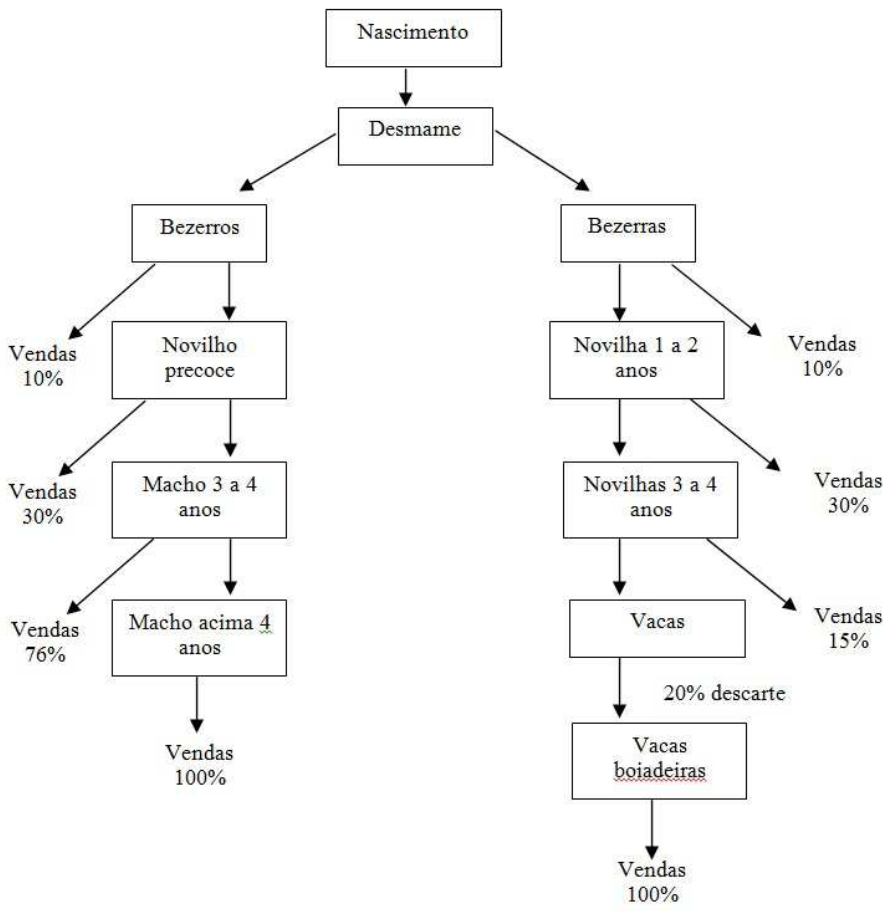 Nascimento
Desmame
Bezerros
Bezerras
Vendas
10%
Novilho
precoce
Novilha 1 a 2
anos
Vendas
10%
Vendas
30%
Macho 3 a 4
anos
Novilhas 3 a 4
anos
Vendas
30%
Vendas
76%
Macho acima 4
anos
Vacas
Vendas
15%
20% descarte
Vendas
100%
Vacas
boiadeiras
Vendas
100%